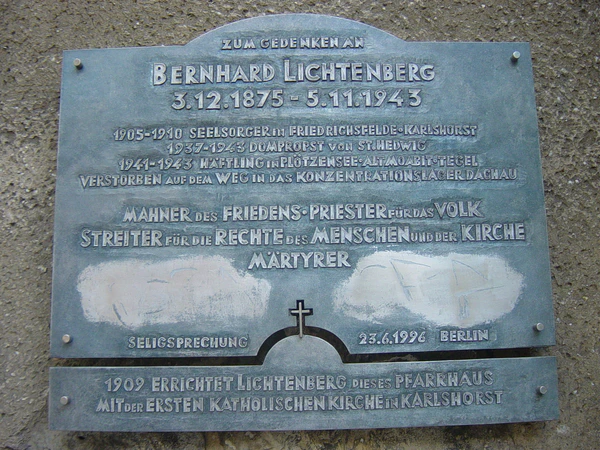 ZUM GEDENKEN AN
BERNHARD LICHTENBERG
3.12.1875 - 5.11.1943
1905-1910 SEELSORGER IN FRIEDRICHSFELDE-KARLSHORST
1937-1943 DOMPROPST VON ST.HEDWIG
1941-1943 HÄFTLING IN PLÖTZENSEE-ALTMOABIT-TEGEL
VERSTORBEN AUF DEM WEG IN DAS KONZENTRATIONSLAGER DACHAU
MAHNER DES FRIEDENS · PRIESTER FÜR DAS VOLK
STREITER FÜR DIE RECHTE DES MENSCHEN UND DER KIRCHE
MÄRTYRER
SELIGSPRECHUNG 23.6.1996 BERLIN
1909 ERRICHTET LICHTENBERG DIESES PFARRHAUS
MIT DER ERSTEN KATHOLISCHEN KIRCHE IN KARLSHORST